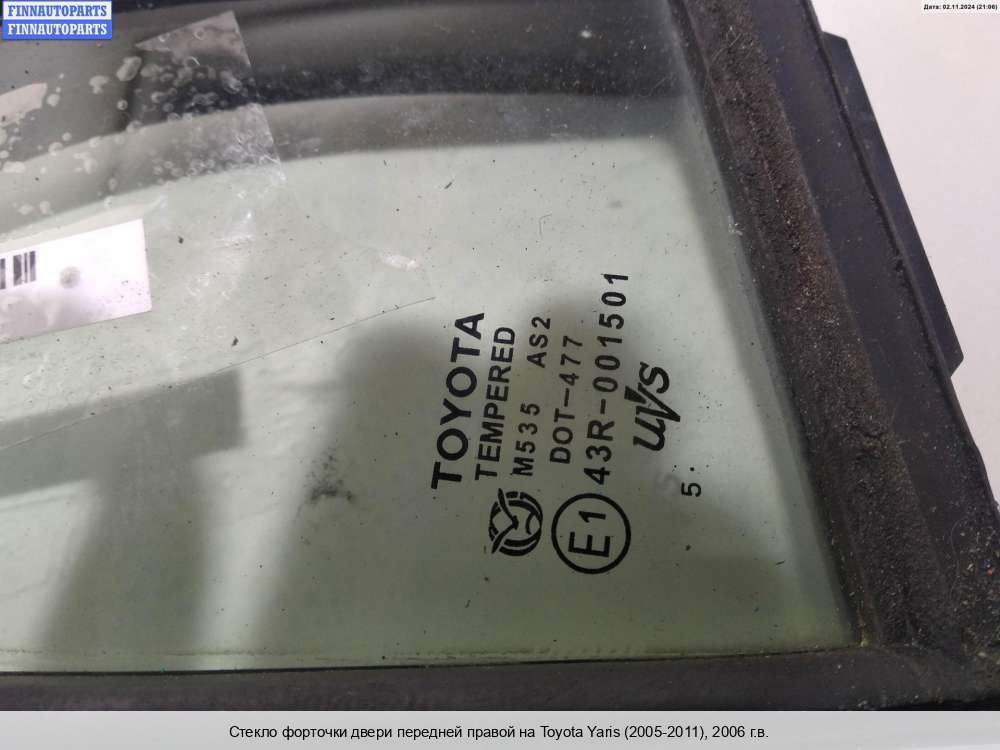 FINNAUTOPARTS
FINNAUTOPARTS
Дата: 02.11.2024 (21:06)
TOYOTA
TEMPERED
M535 AS2
DOT-477
E1 43R-001501
uvs
5.
Стекло форточки двери передней правой на Toyota Yaris (2005-2011), 2006 г.в.